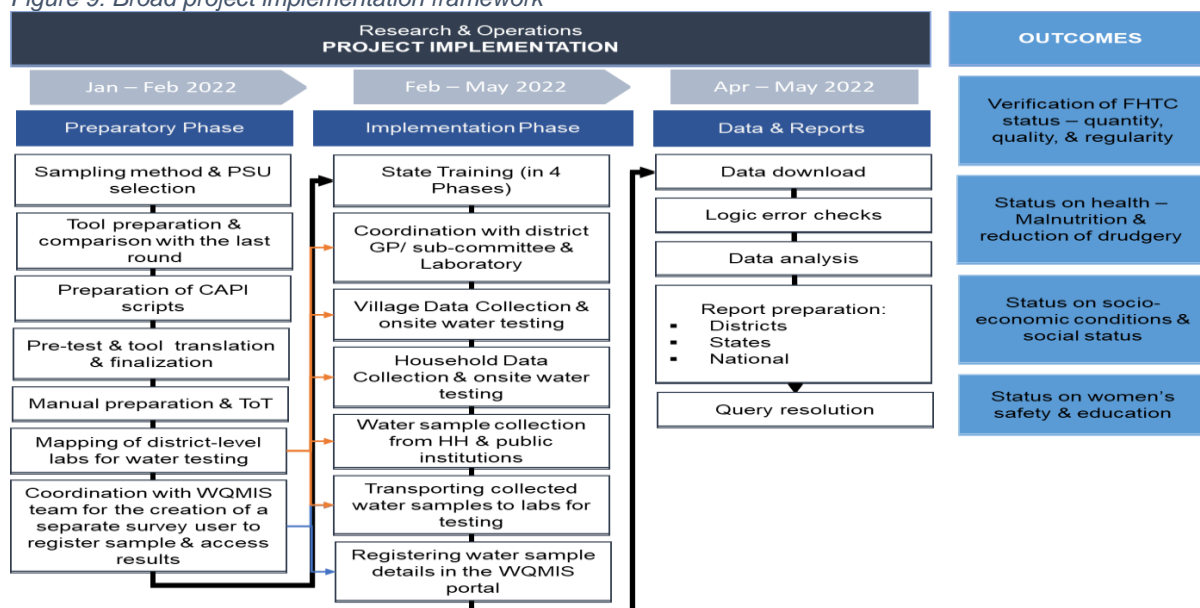 Figure 9: Broad project implementation framework
Research & Operations
PROJECT IMPLEMENTATION
Jan – Feb 2022
Preparatory Phase
Sampling method & PSU
selection
Tool preparation &
comparison with the last
round
Preparation of CAPI
scripts
Pre-test & tool translation
& finalization
Manual preparation & ToT
Mapping of district-level
labs for water testing
Coordination with WQMIS
team for the creation of a
separate survey user to
register sample & access
results
Feb – May 2022
Implementation Phase
State Training (in 4
Phases)
Coordination with district
GP/ sub-committee &
Laboratory
Village Data Collection &
onsite water testing
Household Data
Collection & onsite water
testing
Water sample collection
from HH & public
institutions
Transporting collected
water samples to labs for
testing
Registering water sample
details in the WQMIS
portal
Apr – May 2022
Data & Reports
Data download
Logic error checks
Data analysis
Report preparation:
▪ Districts
▪ States
▪ National
Query resolution
OUTCOMES
Verification of FHTC
status – quantity,
quality, & regularity
Status on health –
Malnutrition &
reduction of drudgery
Status on socio-
economic conditions &
social status
Status on women's
safety & education